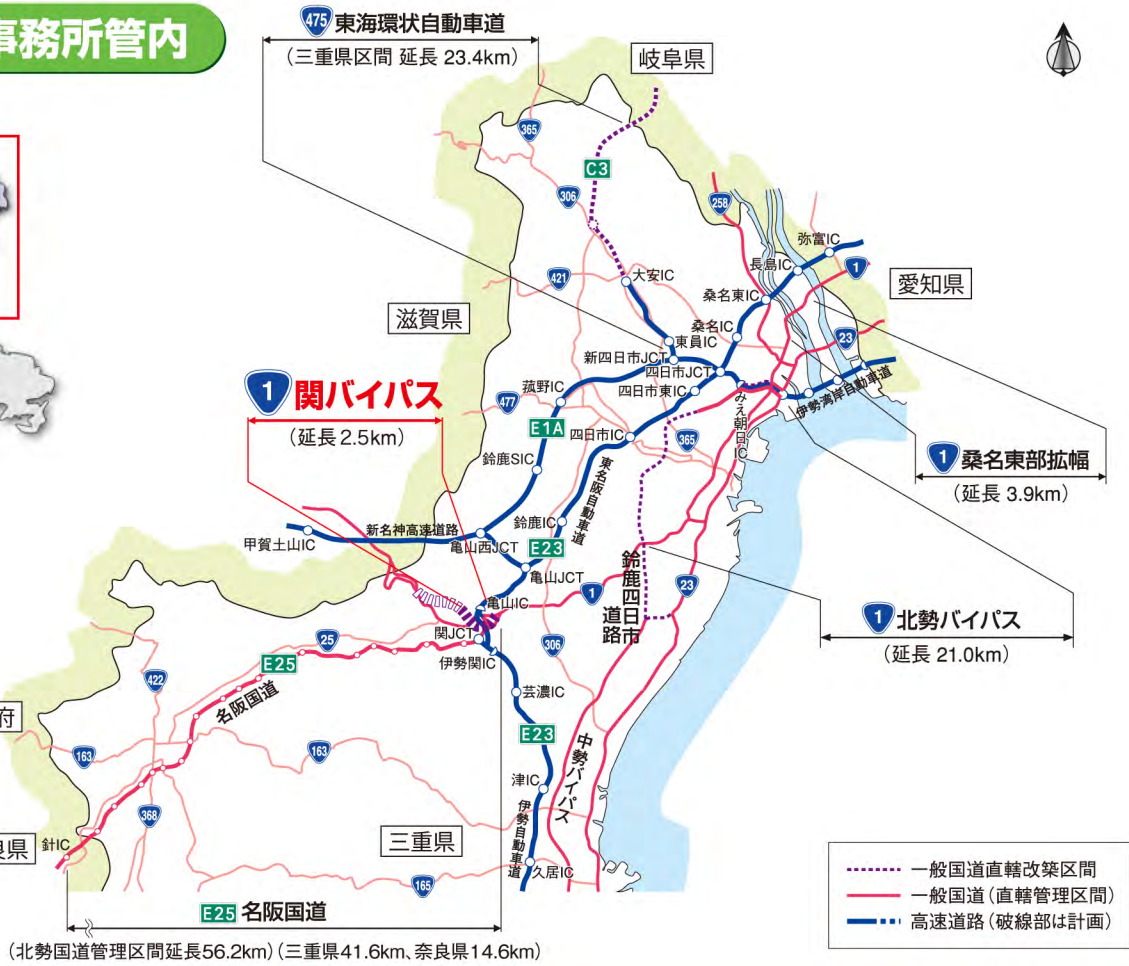 事務所管内
475 東海環状自動車道
(三重県区間 延長 23.4km)
岐阜県
365
C3
306
258
弥富IC
長島IC
1
愛知県
421
大安IC
桑名東IC
滋賀県
桑名IC
23
東員IC
新四日市JCT
四日市JCT
1 関バイパス
(延長 2.5km)
菰野IC
四日市東IC
みえ朝日IC
伊勢湾岸自動車道
477
E1A
四日市IC
365
1 桑名東部拡幅
(延長 3.9km)
鈴鹿SIC
東名阪自動車道
新名神高速道路
鈴鹿IC
甲賀土山IC
亀山西JCT
E23
亀山JCT
鈴鹿四日市道路
23
1
亀山IC
1 北勢バイパス
(延長 21.0km)
関JCT
25
306
伊勢関IC
E25
422
名阪国道
芸濃IC
府
E23
163
163
中勢バイパス
津IC
368
伊勢自動車道
三重県
良県
針IC
久居IC
165
一般国道直轄改築区間
一般国道(直轄管理区間)
高速道路(破線部は計画)
E25 名阪国道
(北勢国道管理区間延長56.2km)(三重県41.6km、奈良県14.6km)